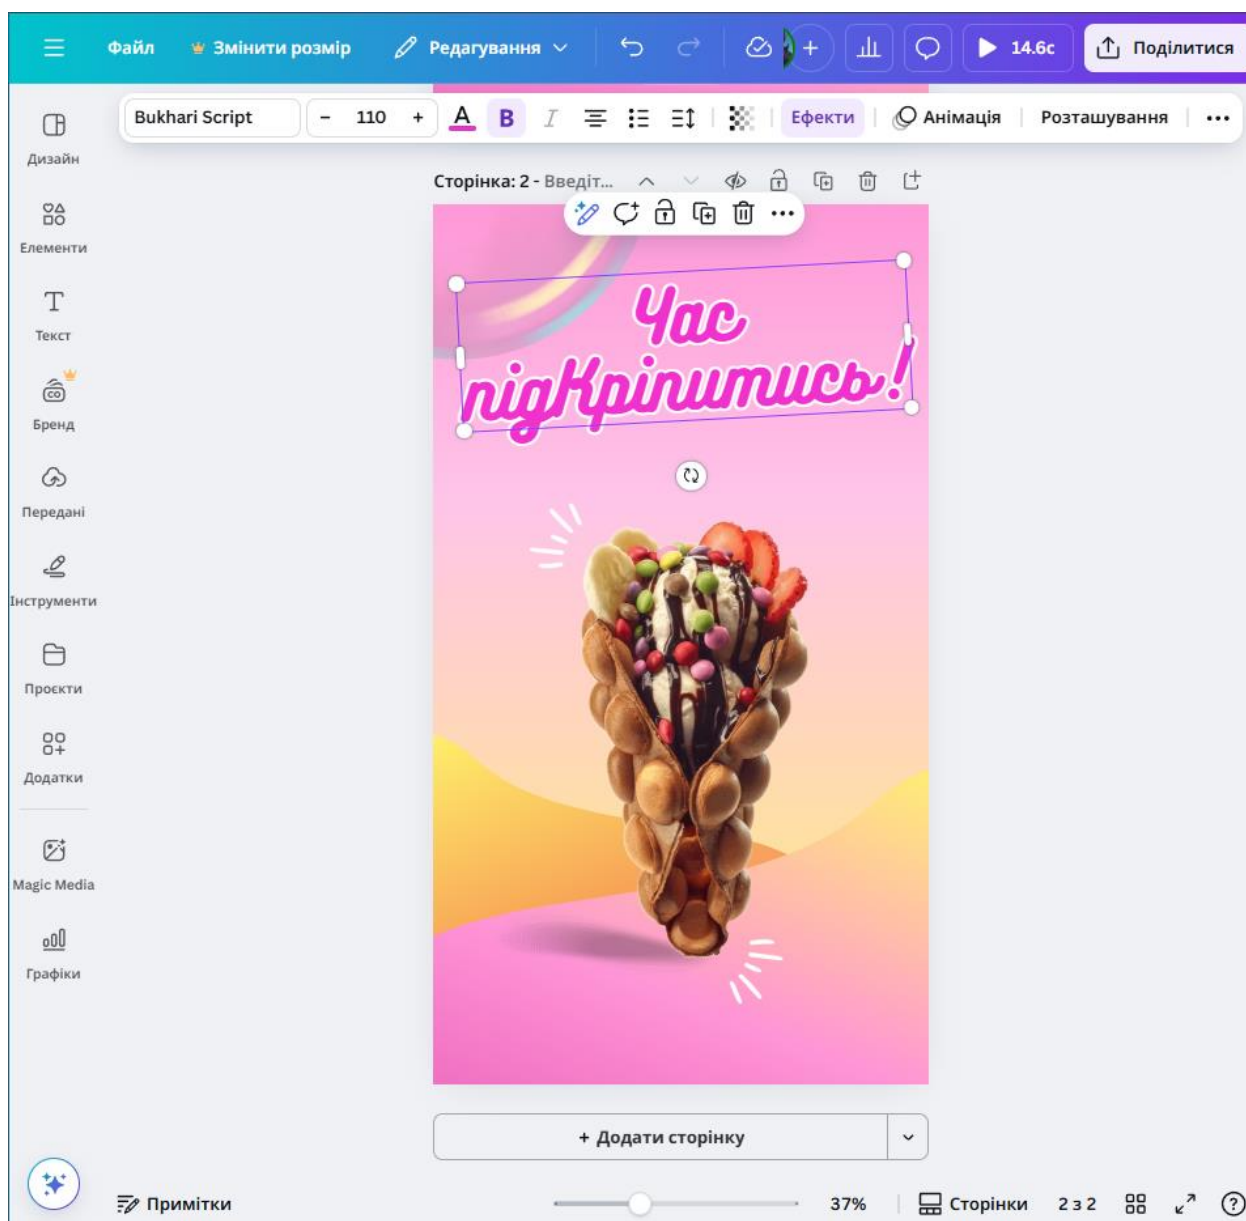 Файл
Змінити розмір
Редагування
14.6с
Поділитися
Bukhari Script
- 110 +
A B I
Ефекти
Анімація
Розташування
Дизайн
Елементи
Текст
Бренд
Передані
Інструменти
Проєкти
Додатки
Magic Media
Графіки
Сторінка: 2 - Введіт...
Час
підКріпитись!
+ Додати сторінку
Примітки
37%
Сторінки
2 з 2